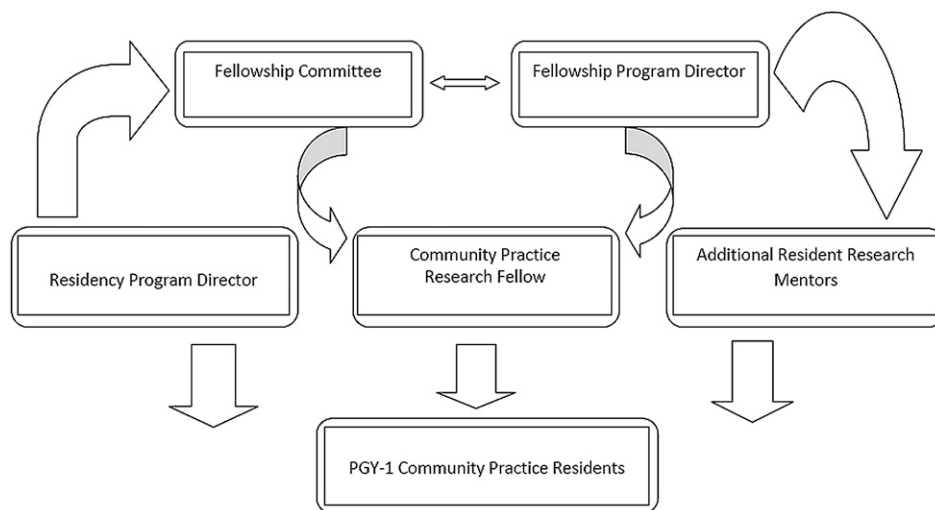 Fellowship Committee
Fellowship Program Director
Residency Program Director
Community Practice
Research Fellow
Additional Resident Research
Mentors
PGY-1 Community Practice Residents